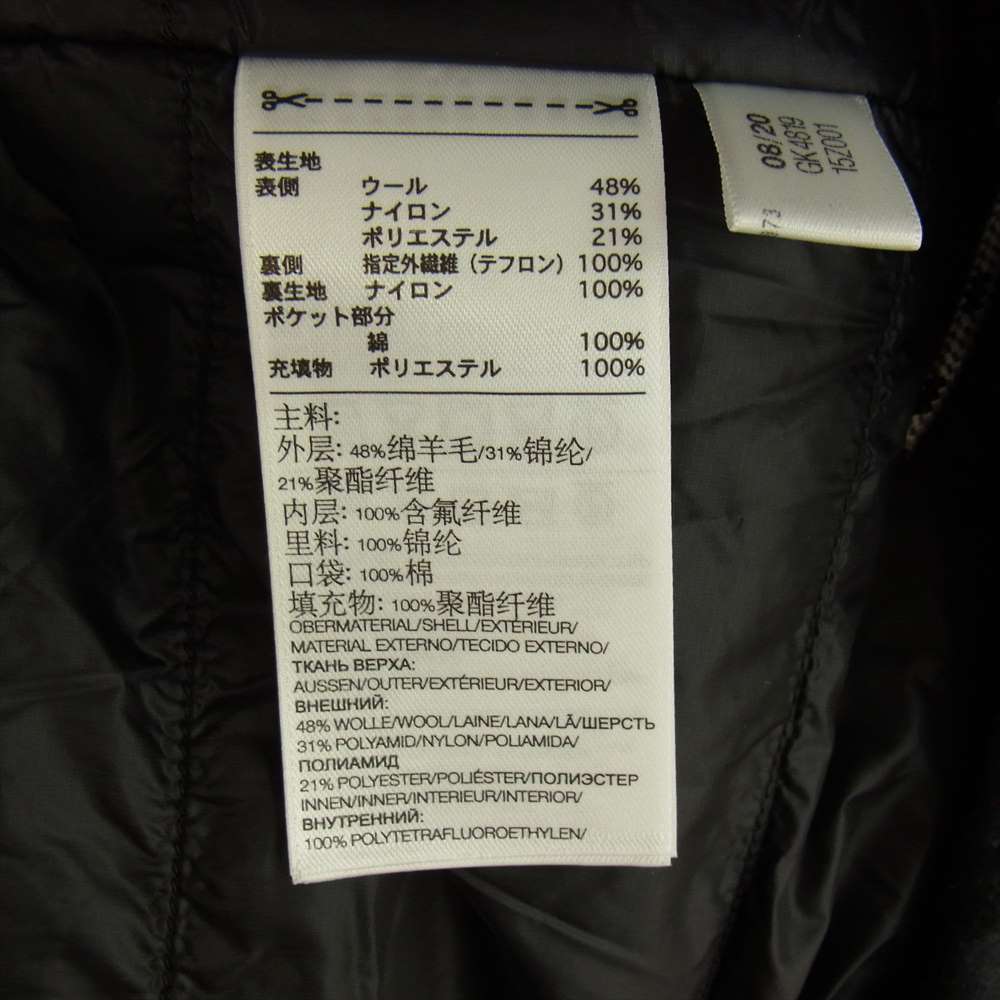 表生地
表側 ウール 48%
ナイロン 31%
ポリエステル 21%
裏側 指定外繊維（テフロン）100%
裏生地 ナイロン 100%
ポケット部分
綿 100%
充填物 ポリエステル 100%
主料:
外层: 48%绵羊毛/31%锦纶/
21%聚酯纤维
内层: 100%含氟纤维
里料: 100%锦纶
口袋: 100%棉
填充物: 100%聚酯纤维
OBERMATERIAL/SHELL/EXTÉRIEUR/
MATERIAL EXTERNO/TECIDO EXTERNO/
ТКАНЬ ВЕРХА:
AUSSEN/OUTER/EXTÉRIEUR/EXTERIOR/
ВНЕШНИЙ:
48% WOLLE/WOOL/LAINE/LANA/LÃ/ШЕРСТЬ
31% POLYAMID/NYLON/POLIAMIDA/
ПОЛИАМИД
21% POLYESTER/POLIÉSTER/ПОЛИЭСТЕР
INNEN/INNER/INTERIEUR/INTERIOR/
ВНУТРЕННИЙ:
100% POLYTETRAFLUOROETHYLEN/
08/20
GK4819
15Z001